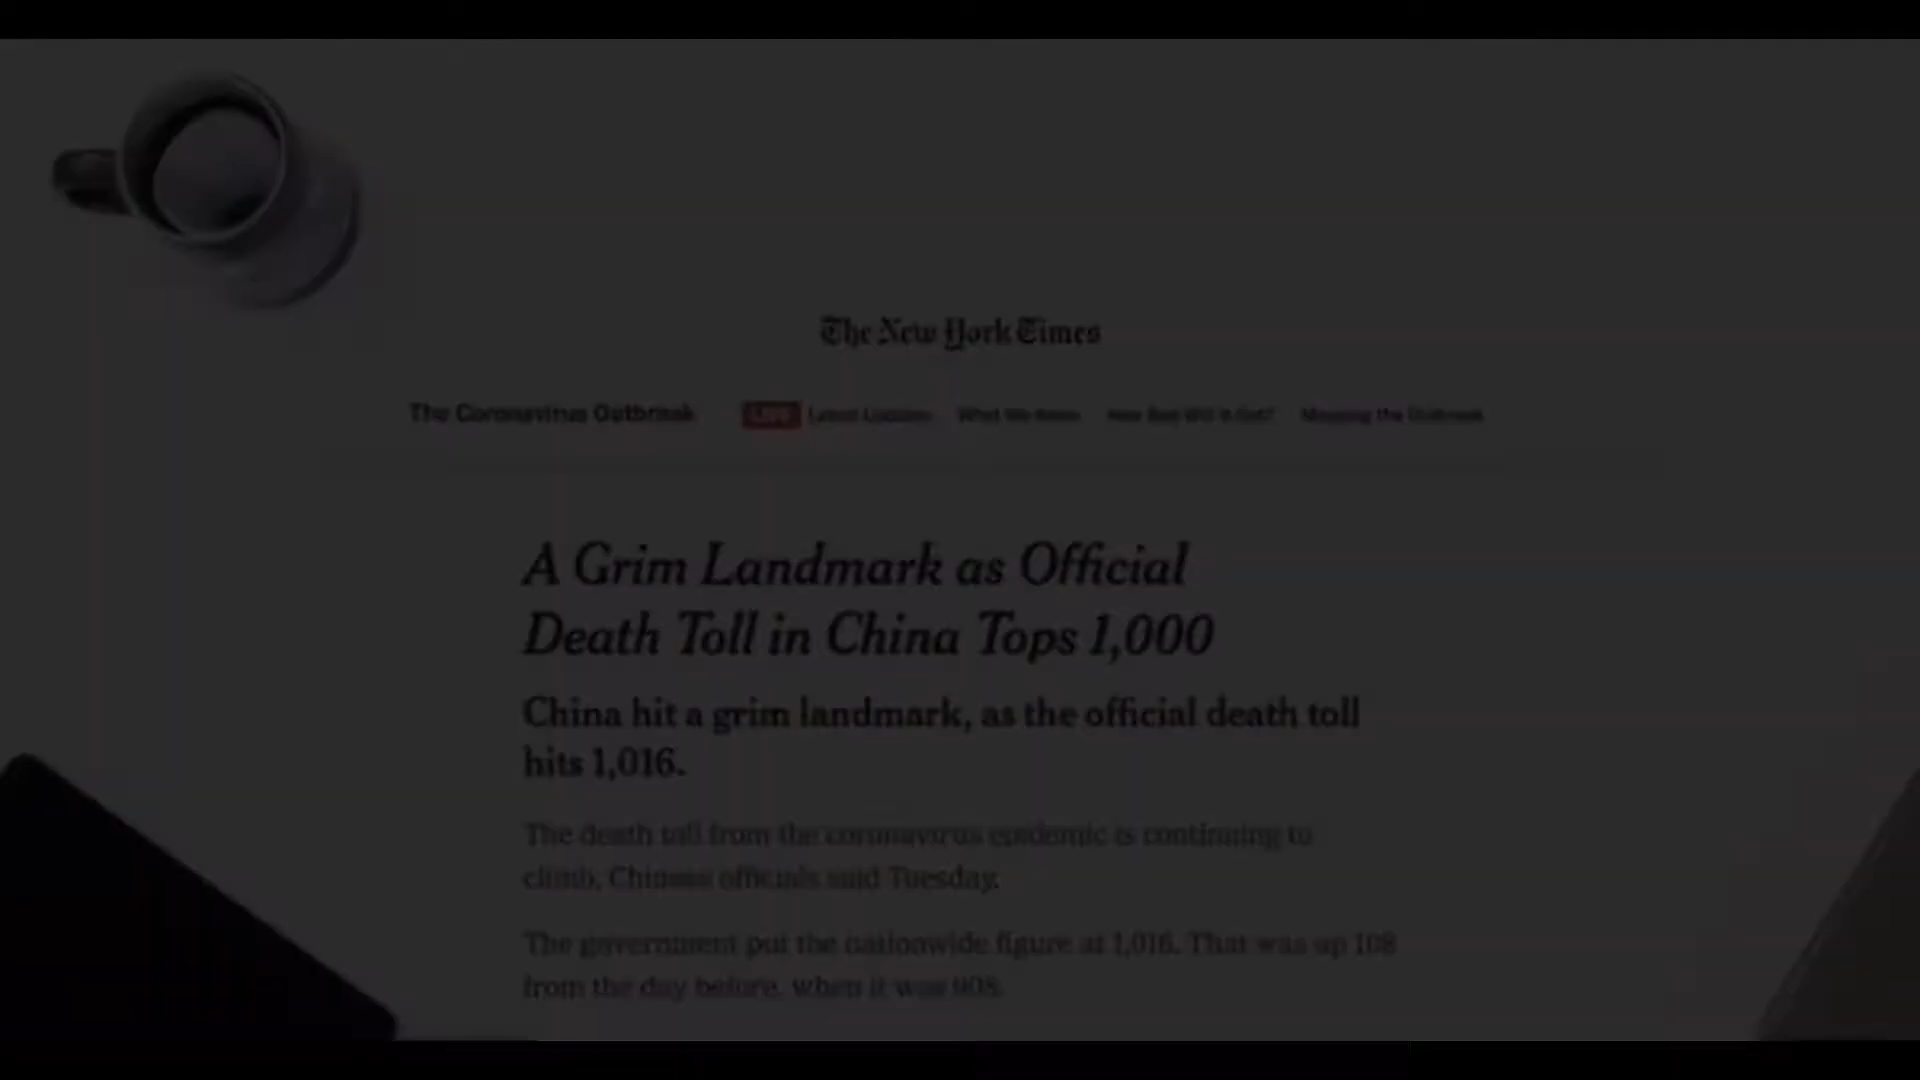 The New York Times
The Coronavirus Outbreak LIVE Latest Updates What We Know How Bad Will It Get? Mapping the Outbreak
A Grim Landmark as Official
Death Toll in China Tops 1,000
China hit a grim landmark, as the official death toll
hits 1,016.
The death toll from the coronavirus epidemic is continuing to
climb, Chinese officials said Tuesday.
The government put the nationwide figure at 1,016. That was up 108
from the day before, when it was 908.